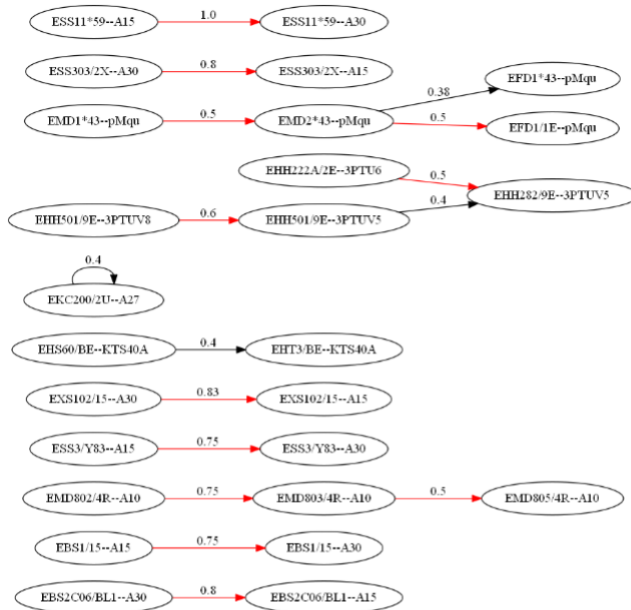 ESS11*59--A15 1.0 ESS11*59--A30
ESS303/2X--A30 0.8 ESS303/2X--A15
EFD1*43--pMqu
0.38
EMD1*43--pMqu 0.5 EMD2*43--pMqu
0.5 EFD1/1E--pMqu
EHH222A/2E--3PTU6
0.5
EHH282/9E--3PTUV5
0.4
EHH501/9E--3PTUV8 0.6 EHH501/9E--3PTUV5
0.4
EKC200/2U--A27
EHS60/BE--KTS40A 0.4 EHT3/BE--KTS40A
EXS102/15--A30 0.83 EXS102/15--A15
ESS3/Y83--A15 0.75 ESS3/Y83--A30
EMD802/4R--A10 0.75 EMD803/4R--A10 0.5 EMD805/4R--A10
EBS1/15--A15 0.75 EBS1/15--A30
EBS2C06/BL1--A30 0.8 EBS2C06/BL1--A15